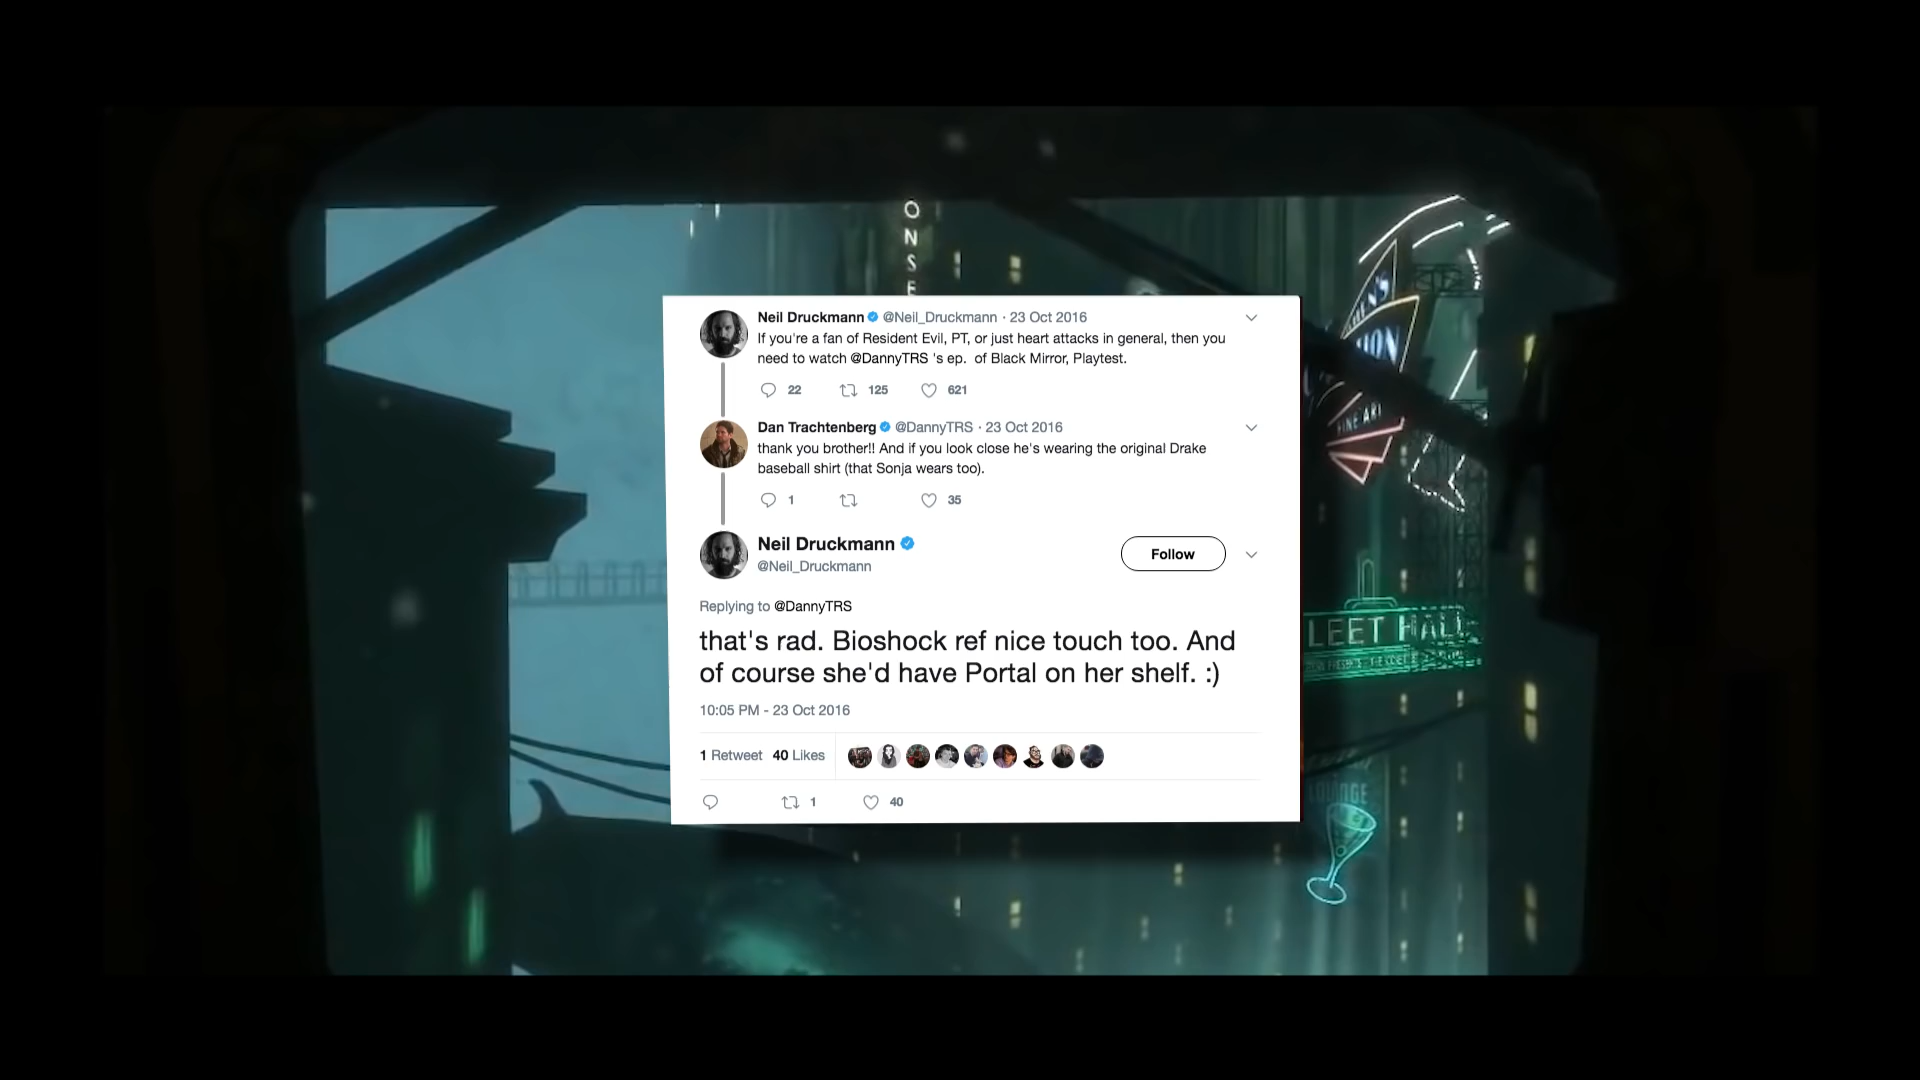 O
N
S
E
Neil Druckmann @Neil_Druckmann · 23 Oct 2016
If you're a fan of Resident Evil, PT, or just heart attacks in general, then you
need to watch @DannyTRS 's ep. of Black Mirror, Playtest.
22 125 621
Dan Trachtenberg @DannyTRS · 23 Oct 2016
thank you brother!! And if you look close he's wearing the original Drake
baseball shirt (that Sonja wears too).
1 35
Neil Druckmann
@Neil_Druckmann
Follow
Replying to @DannyTRS
that's rad. Bioshock ref nice touch too. And
of course she'd have Portal on her shelf. :)
10:05 PM - 23 Oct 2016
1 Retweet 40 Likes
1 40
FINE ART
LEET HALL
LOUNGE